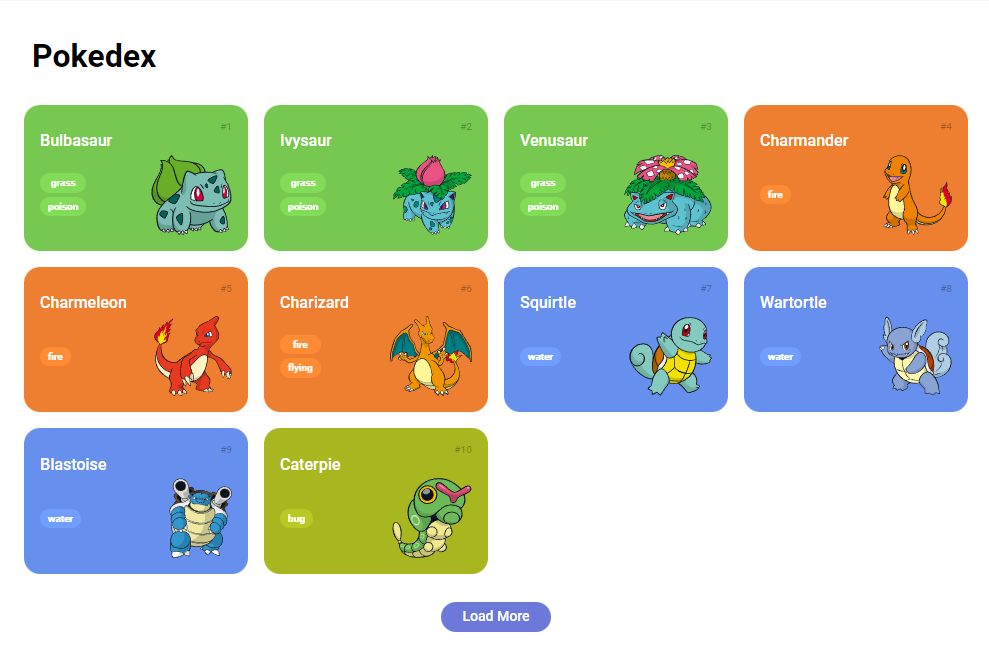 Pokedex
#1
Bulbasaur
grass
poison
#2
Ivysaur
grass
poison
#3
Venusaur
grass
poison
#4
Charmander
fire
#5
Charmeleon
fire
#6
Charizard
fire
flying
#7
Squirtle
water
#8
Wartortle
water
#9
Blastoise
water
#10
Caterpie
bug
Load More